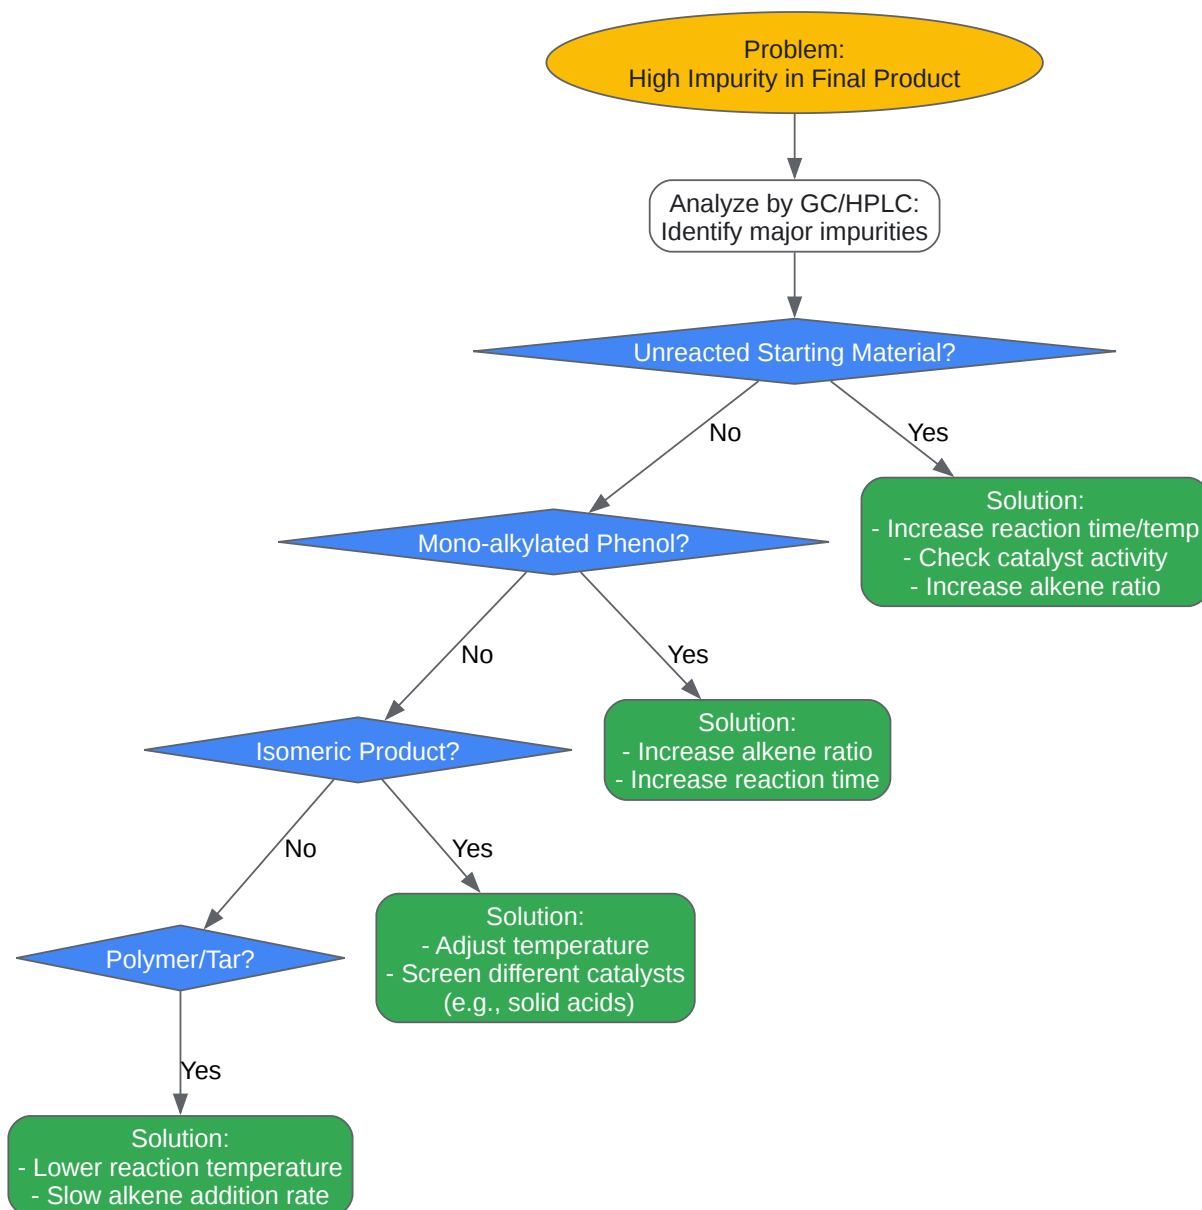 Problem:
High Impurity in Final Product
Analyze by GC/HPLC:
Identify major impurities
Unreacted Starting Material?
No
Yes
Solution:
- Increase reaction time/temp
- Check catalyst activity
- Increase alkene ratio
Mono-alkylated Phenol?
No
Yes
Solution:
- Increase alkene ratio
- Increase reaction time
Isomeric Product?
No
Yes
Solution:
- Adjust temperature
- Screen different catalysts
(e.g., solid acids)
Polymer/Tar?
Yes
Solution:
- Lower reaction temperature
- Slow alkene addition rate